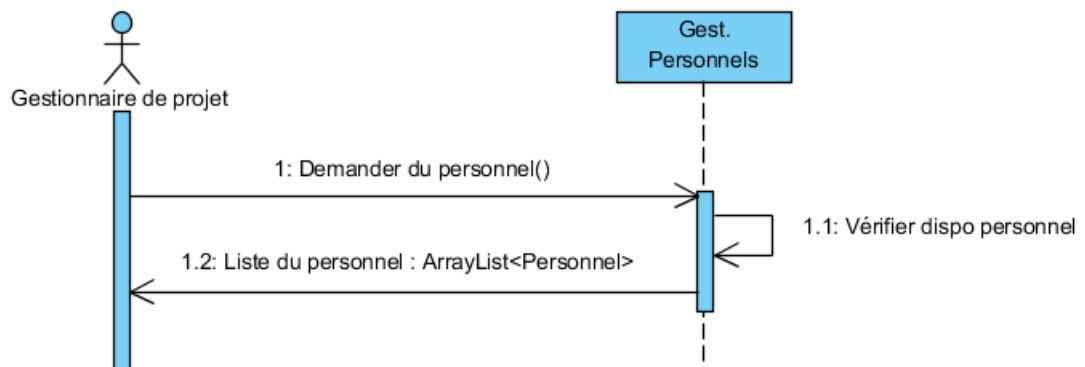 Gest.
Personnels
Gestionnaire de projet
1: Demander du personnel()
1.1: Vérifier dispo personnel
1.2: Liste du personnel : ArrayList<Personnel>